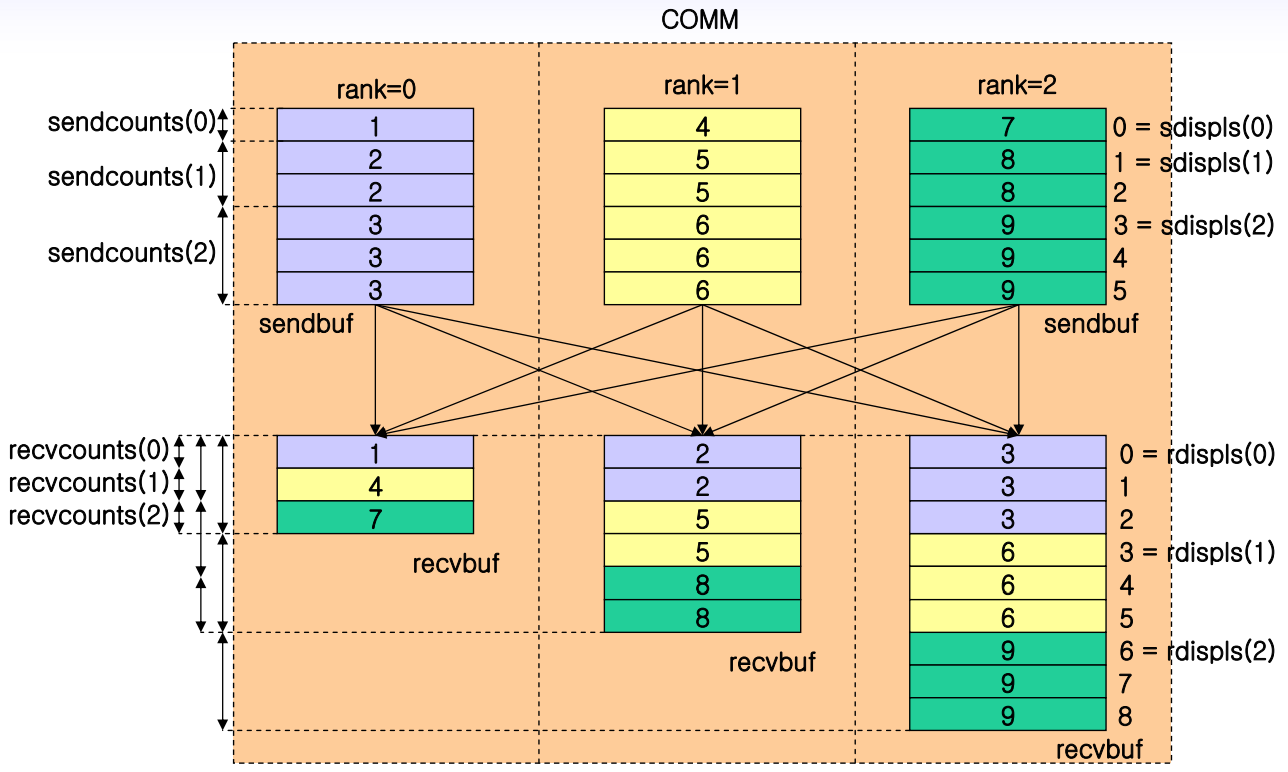 COMM
rank=0 rank=1 rank=2
sendcounts(0) 1 4 7 0 = sdispls(0)
sendcounts(1) 2 5 8 1 = sdispls(1)
2 5 8 2
sendcounts(2) 3 6 9 3 = sdispls(2)
3 6 9 4
3 6 9 5
sendbuf sendbuf
recvcounts(0) 1 2 3 0 = rdispls(0)
recvcounts(1) 4 2 3 1
recvcounts(2) 7 5 3 2
5 6 3 = rdispls(1)
recvbuf
8 6 4
8 6 5
9 6 = rdispls(2)
recvbuf
9 7
9 8
recvbuf